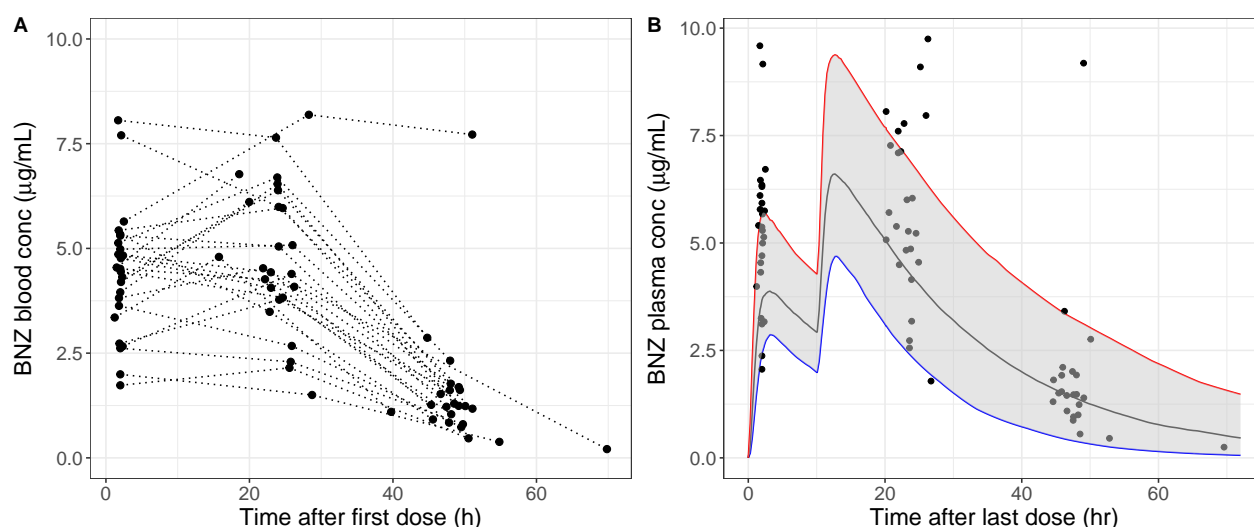 A
BNZ blood conc (μg/mL)
10.0
7.5
5.0
2.5
0.0
0 20 40 60
Time after first dose (h)
B
BNZ plasma conc (μg/mL)
10.0
7.5
5.0
2.5
0.0
0 20 40 60
Time after last dose (hr)